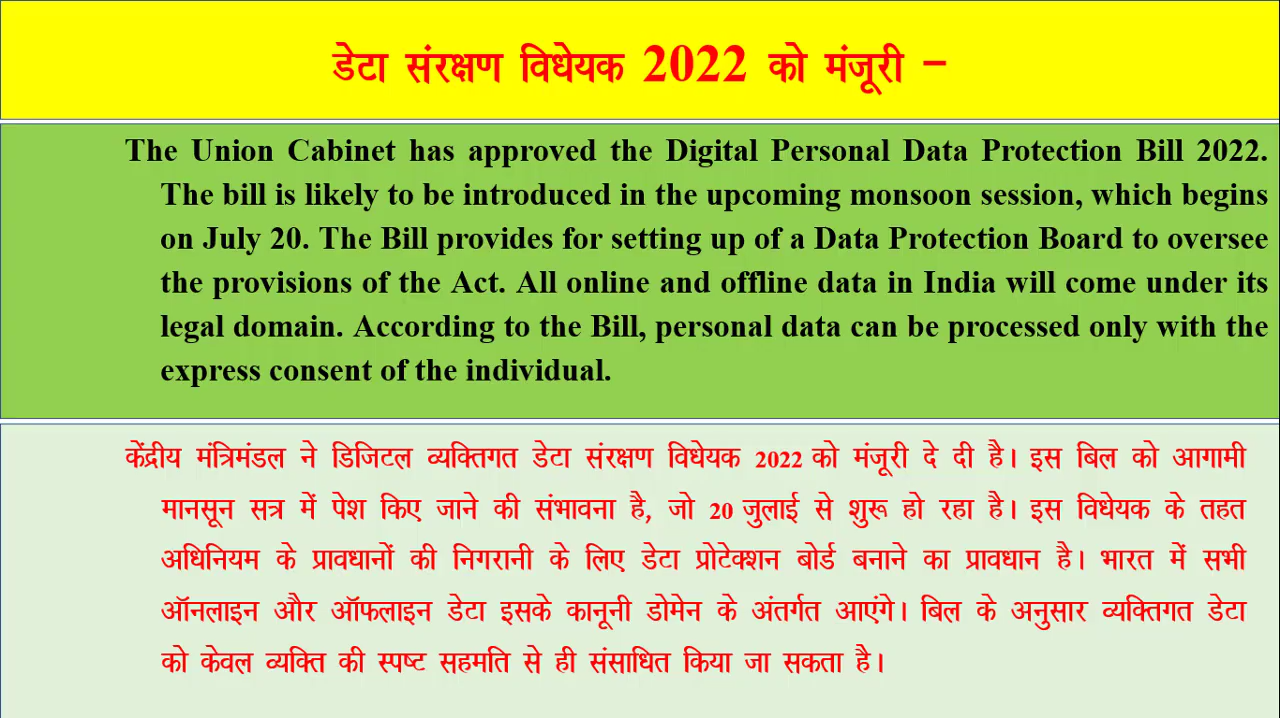 डेटा संरक्षण विधेयक 2022 को मंजूरी –
The Union Cabinet has approved the Digital Personal Data Protection Bill 2022.
The bill is likely to be introduced in the upcoming monsoon session, which begins
on July 20. The Bill provides for setting up of a Data Protection Board to oversee
the provisions of the Act. All online and offline data in India will come under its
legal domain. According to the Bill, personal data can be processed only with the
express consent of the individual.
केंद्रीय मंत्रिमंडल ने डिजिटल व्यक्तिगत डेटा संरक्षण विधेयक 2022 को मंजूरी दे दी है। इस बिल को आगामी
मानसून सत्र में पेश किए जाने की संभावना है, जो 20 जुलाई से शुरू हो रहा है। इस विधेयक के तहत
अधिनियम के प्रावधानों की निगरानी के लिए डेटा प्रोटेक्शन बोर्ड बनाने का प्रावधान है। भारत में सभी
ऑनलाइन और ऑफलाइन डेटा इसके कानूनी डोमेन के अंतर्गत आएंगे। बिल के अनुसार व्यक्तिगत डेटा
को केवल व्यक्ति की स्पष्ट सहमति से ही संसाधित किया जा सकता है।